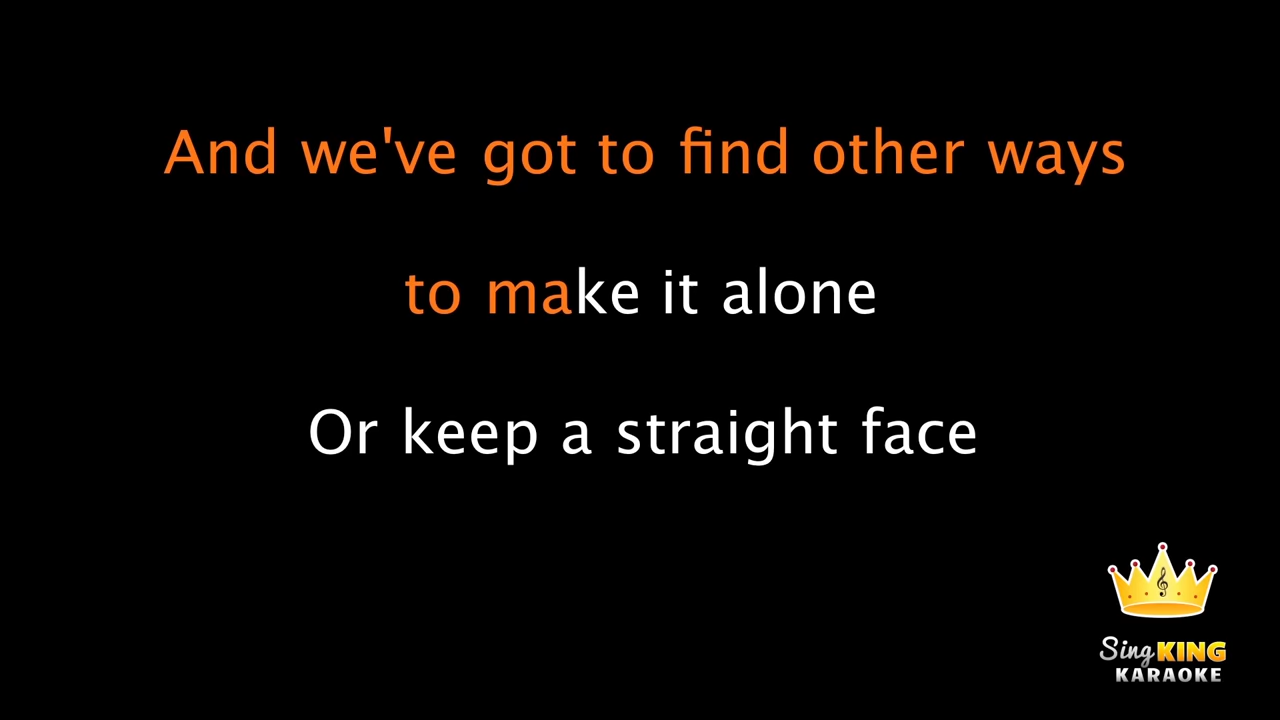 And we've got to find other ways
to make it alone
Or keep a straight face
Sing KING
KARAOKE